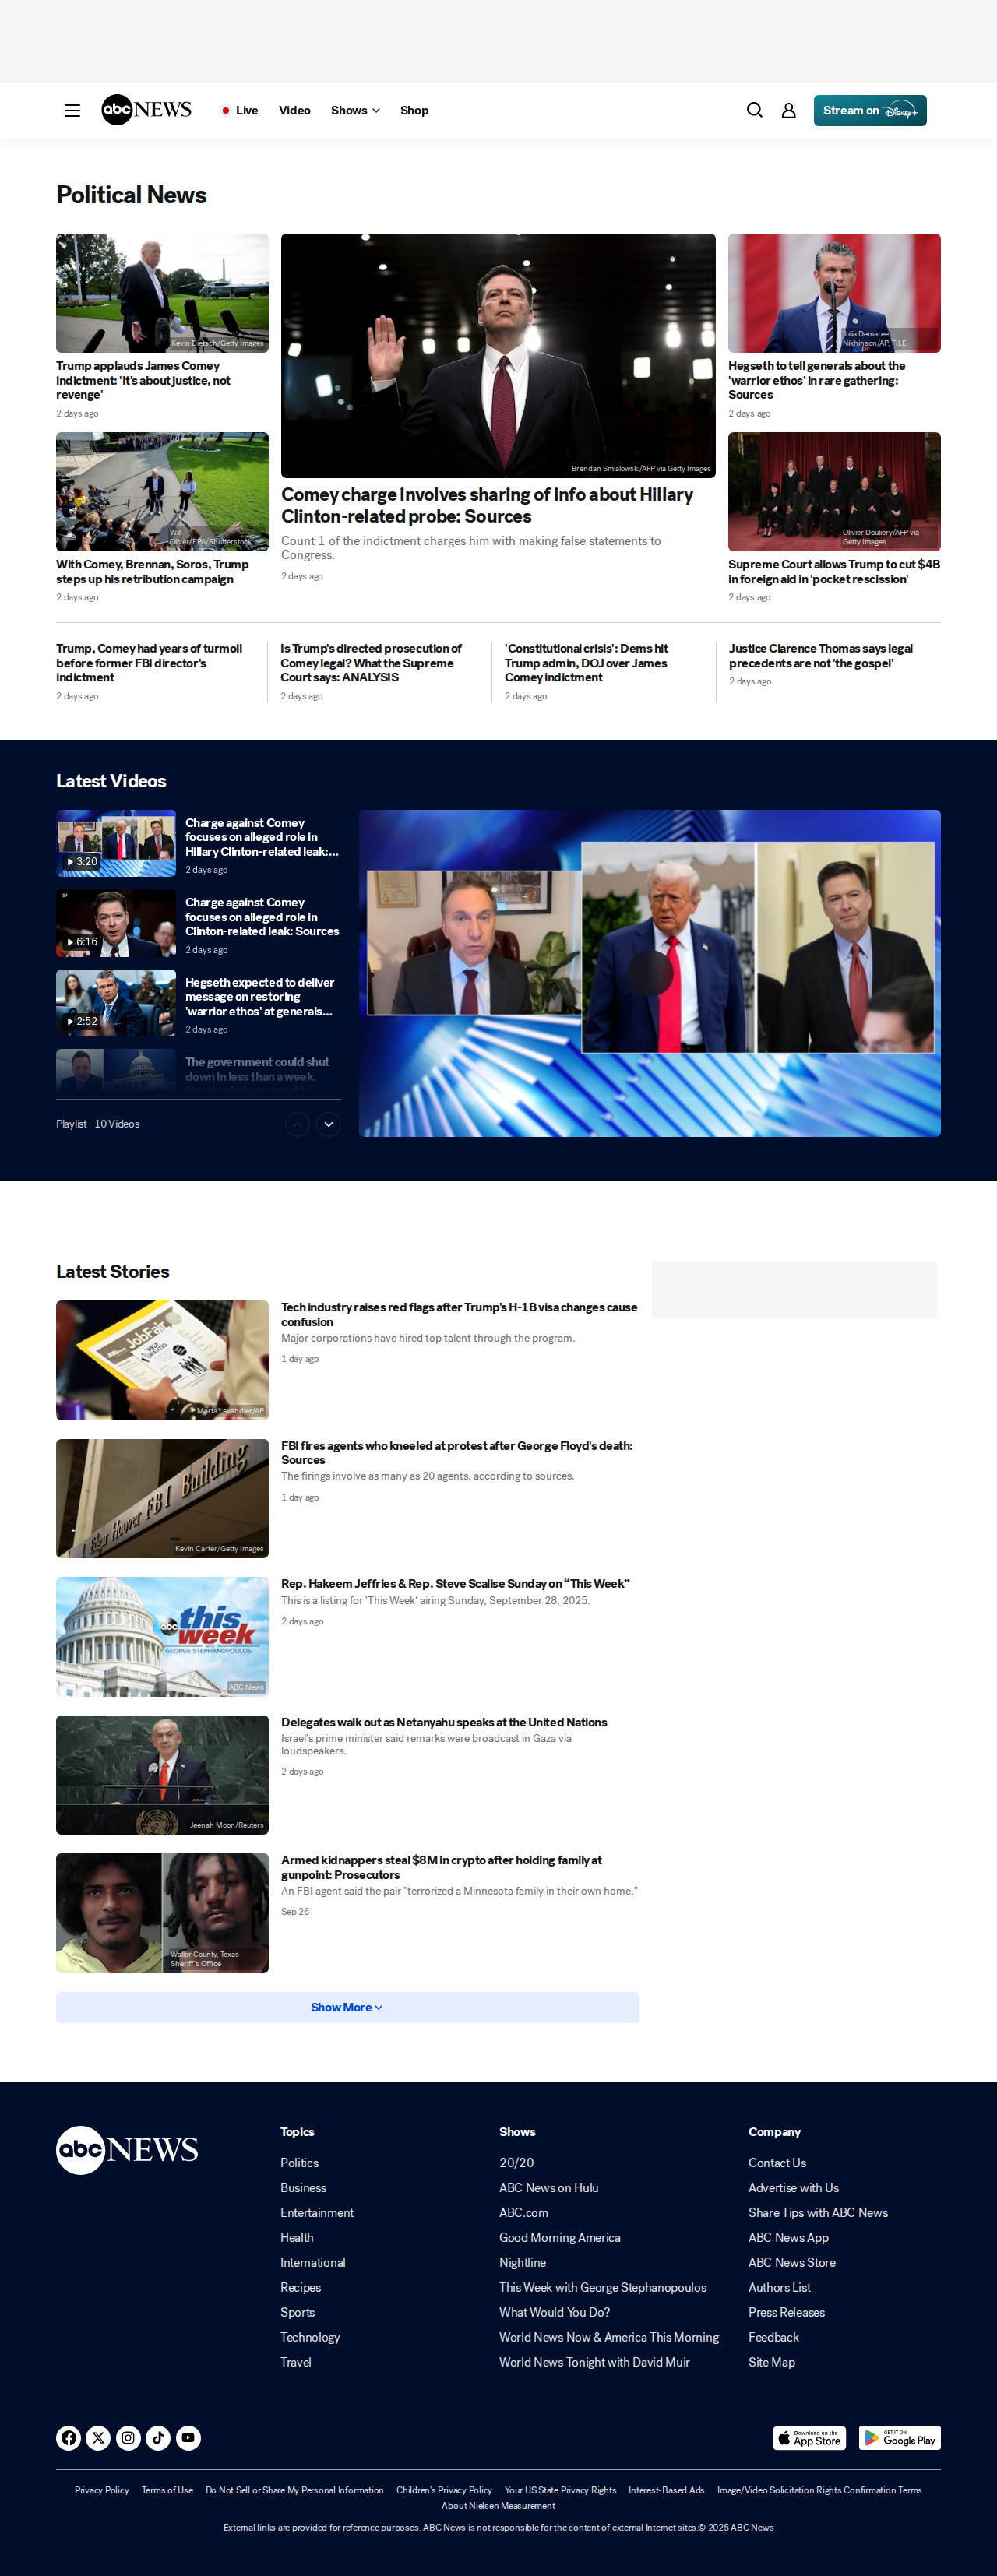 abc NEWS
Live
Video
Shows
Shop
Stream on Disney+
Political News
Kevin Dietsch/Getty Images
Trump applauds James Comey
indictment: 'It's about justice, not
revenge'
2 days ago
Will
Oliver/EPA/Shutterstock
With Comey, Brennan, Soros, Trump
steps up his retribution campaign
2 days ago
Brendan Smialowski/AFP via Getty Images
Comey charge involves sharing of info about Hillary
Clinton-related probe: Sources
Count 1 of the indictment charges him with making false statements to
Congress.
2 days ago
Julia Demaree
Nikhinson/AP, FILE
Hegseth to tell generals about the
'warrior ethos' in rare gathering:
Sources
2 days ago
Olivier Douliery/AFP via
Getty Images
Supreme Court allows Trump to cut $4B
in foreign aid in 'pocket rescission'
2 days ago
Trump, Comey had years of turmoil
before former FBI director's
indictment
2 days ago
Is Trump's directed prosecution of
Comey legal? What the Supreme
Court says: ANALYSIS
2 days ago
'Constitutional crisis': Dems hit
Trump admin, DOJ over James
Comey indictment
2 days ago
Justice Clarence Thomas says legal
precedents are not 'the gospel'
2 days ago
Latest Videos
3:20
Charge against Comey
focuses on alleged role in
Hillary Clinton-related leak:...
2 days ago
6:16
Charge against Comey
focuses on alleged role in
Clinton-related leak: Sources
2 days ago
2:52
Hegseth expected to deliver
message on restoring
'warrior ethos' at generals...
2 days ago
The government could shut
down in less than a week.
Playlist · 10 Videos
Latest Stories
JobFair
HELP
WANTED
Marta Lavandier/AP
Tech industry raises red flags after Trump's H-1B visa changes cause
confusion
Major corporations have hired top talent through the program.
1 day ago
J. Edgar Hoover FBI Building
Kevin Carter/Getty Images
FBI fires agents who kneeled at protest after George Floyd's death:
Sources
The firings involve as many as 20 agents, according to sources.
1 day ago
abc this
week
GEORGE STEPHANOPOULOS
ABC News
Rep. Hakeem Jeffries & Rep. Steve Scalise Sunday on “This Week”
This is a listing for 'This Week' airing Sunday, September 28, 2025.
2 days ago
Jeenah Moon/Reuters
Delegates walk out as Netanyahu speaks at the United Nations
Israel's prime minister said remarks were broadcast in Gaza via
loudspeakers.
2 days ago
Waller County, Texas
Sheriff's Office
Armed kidnappers steal $8M in crypto after holding family at
gunpoint: Prosecutors
An FBI agent said the pair "terrorized a Minnesota family in their own home."
Sep 26
Show More
abc NEWS
Topics
Politics
Business
Entertainment
Health
International
Recipes
Sports
Technology
Travel
Shows
20/20
ABC News on Hulu
ABC.com
Good Morning America
Nightline
This Week with George Stephanopoulos
What Would You Do?
World News Now & America This Morning
World News Tonight with David Muir
Company
Contact Us
Advertise with Us
Share Tips with ABC News
ABC News App
ABC News Store
Authors List
Press Releases
Feedback
Site Map
Download on the
App Store
GET IT ON
Google Play
Privacy Policy
Terms of Use
Do Not Sell or Share My Personal Information
Children's Privacy Policy
Your US State Privacy Rights
Interest-Based Ads
Image/Video Solicitation Rights Confirmation Terms
About Nielsen Measurement
External links are provided for reference purposes. ABC News is not responsible for the content of external Internet sites.© 2025 ABC News